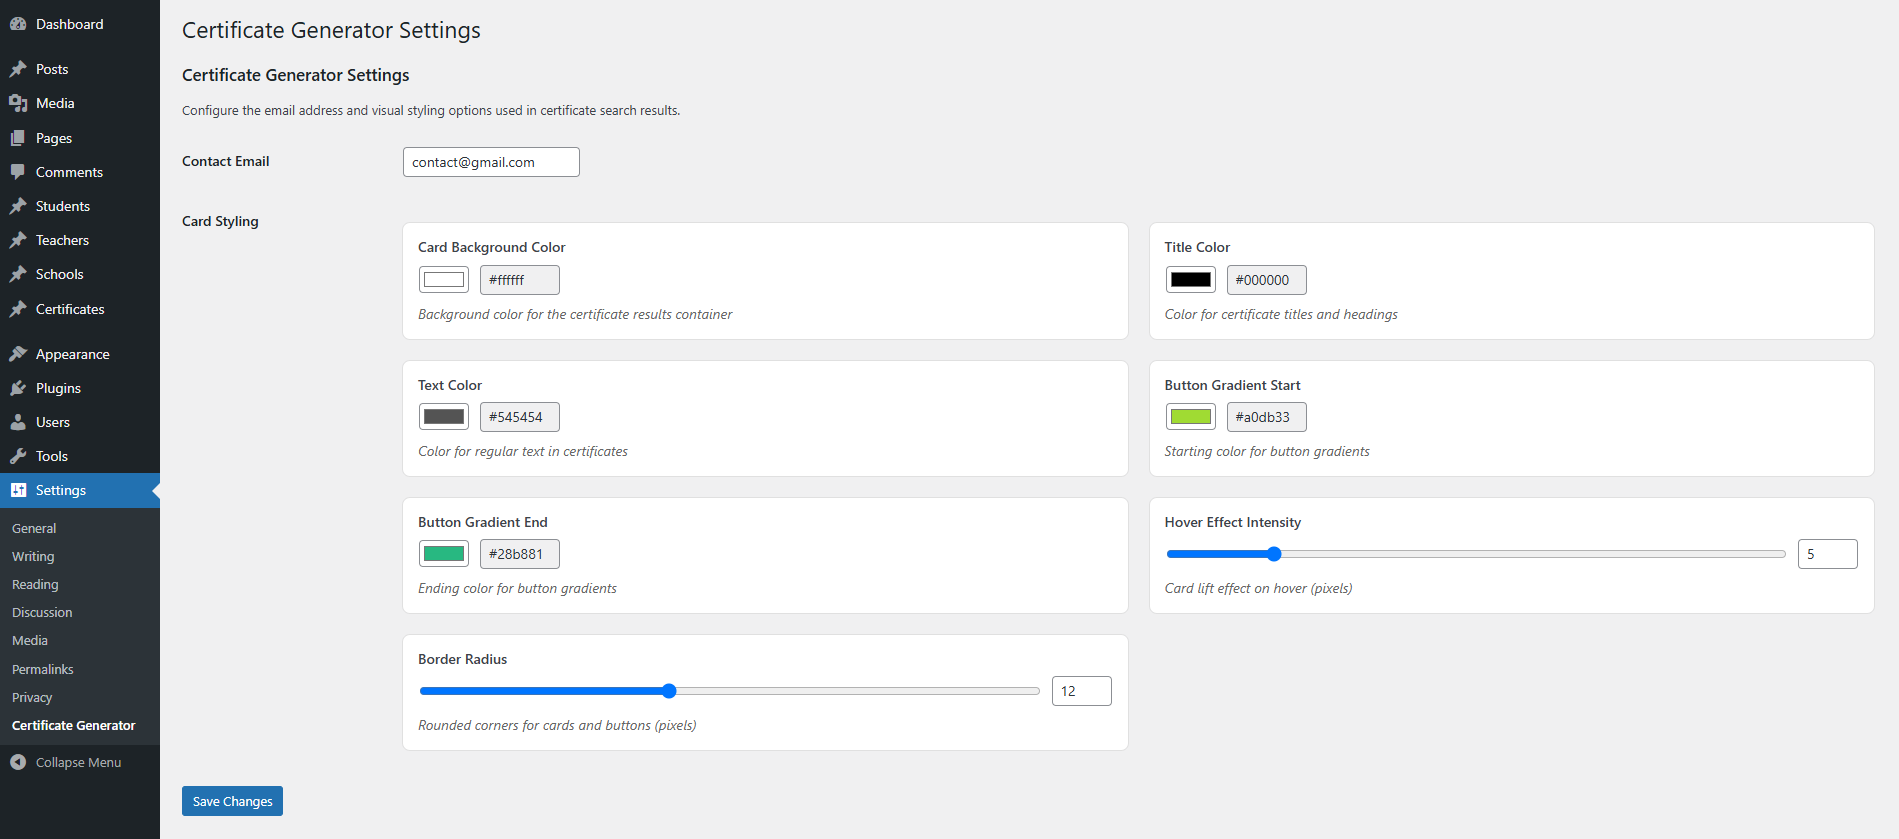 Dashboard
Posts
Media
Pages
Comments
Students
Teachers
Schools
Certificates
Appearance
Plugins
Users
Tools
Settings
General
Writing
Reading
Discussion
Media
Permalinks
Privacy
Certificate Generator
Collapse Menu
Certificate Generator Settings
Certificate Generator Settings
Configure the email address and visual styling options used in certificate search results.
Contact Email
contact@gmail.com
Card Styling
Card Background Color
#ffffff
Background color for the certificate results container
Title Color
#000000
Color for certificate titles and headings
Text Color
#545454
Color for regular text in certificates
Button Gradient Start
#a0db33
Starting color for button gradients
Button Gradient End
#28b881
Ending color for button gradients
Hover Effect Intensity
5
Card lift effect on hover (pixels)
Border Radius
12
Rounded corners for cards and buttons (pixels)
Save Changes